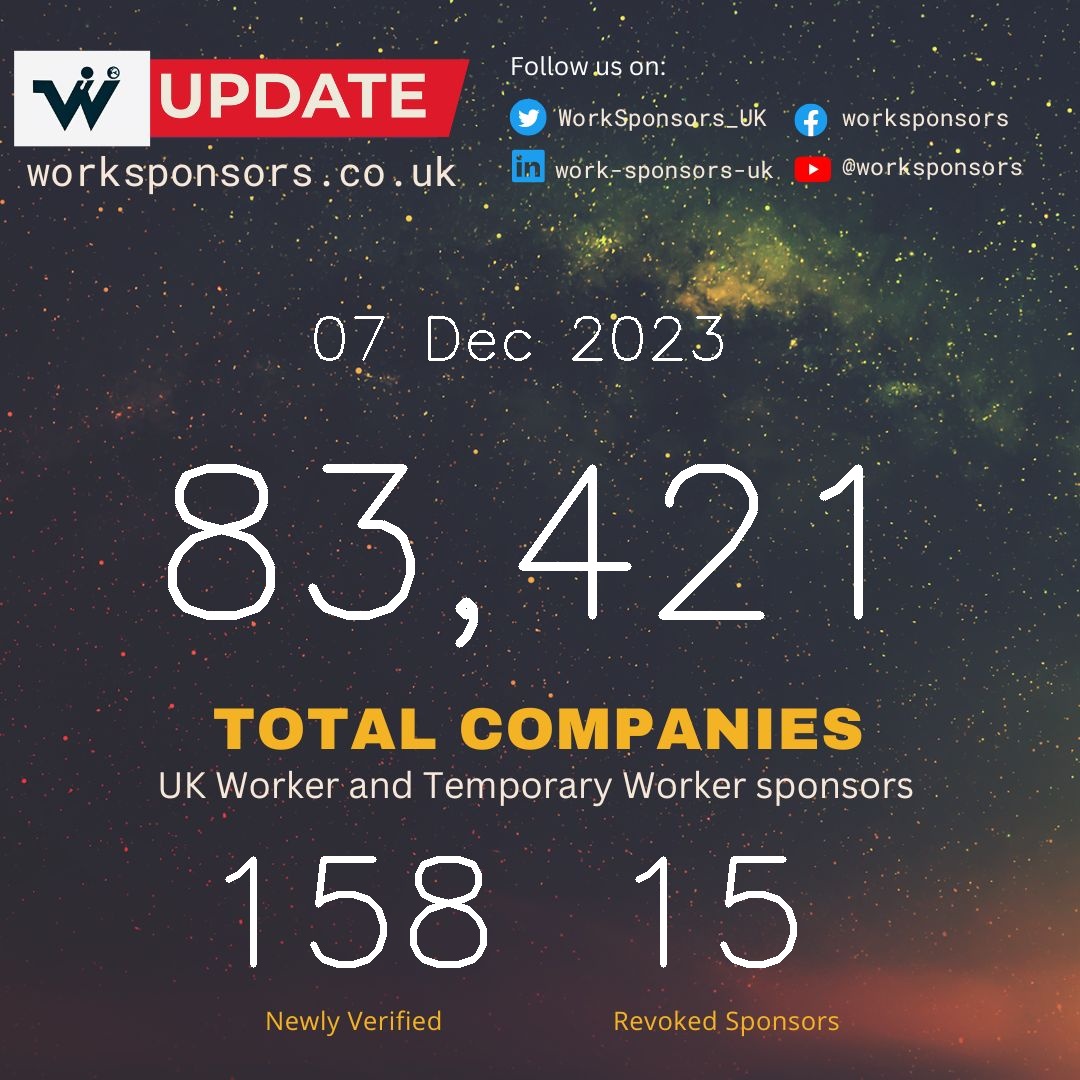 UPDATE
worksponsors.co.uk
Follow us on:
WorkSponsors_UK
worksponsors
work-sponsors-uk
@worksponsors
07 Dec 2023
83,421
TOTAL COMPANIES
UK Worker and Temporary Worker sponsors
158 15
Newly Verified Revoked Sponsors